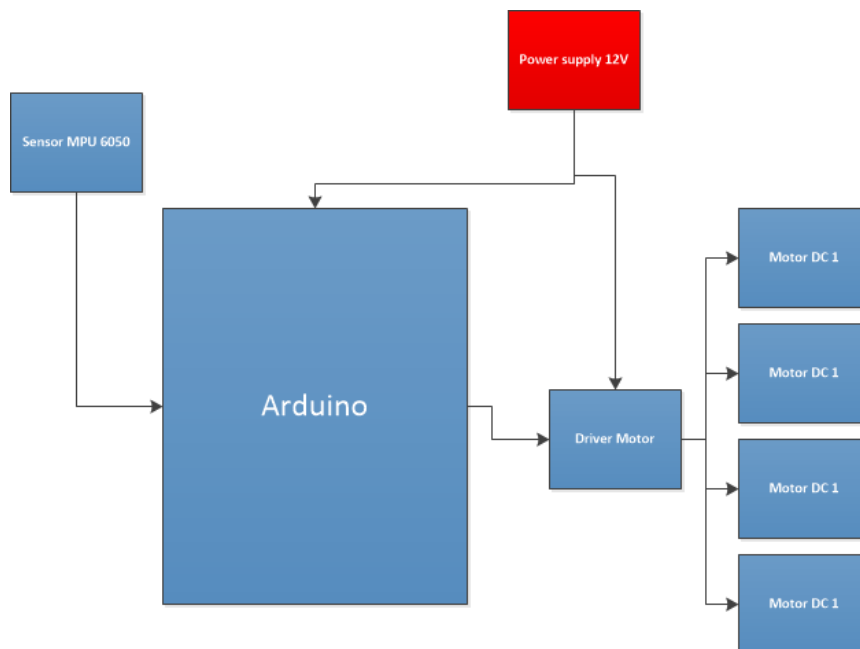 Power supply 12V
Sensor MPU 6050
Arduino
Driver Motor
Motor DC 1
Motor DC 1
Motor DC 1
Motor DC 1